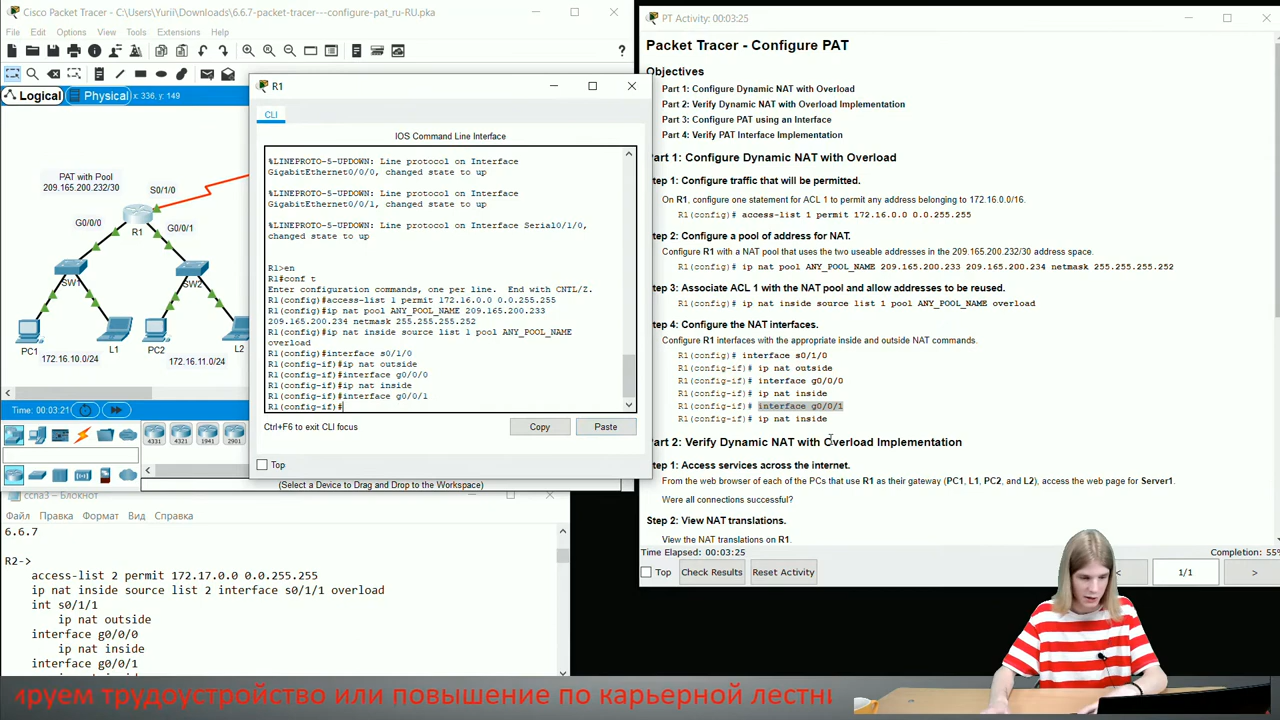 Cisco Packet Tracer - C:\Users\Yurii\Downloads\6.6.7-packet-tracer---configure-pat_ru-RU.pka
File Edit Options View Tools Extensions Help
Logical Physical x: 336, y: 149
PAT with Pool
209.165.200.232/30
S0/1/0
G0/0/0
G0/0/1
R1
SW1
SW2
PC1
L1
PC2
L2
172.16.10.0/24
172.16.11.0/24
Time: 00:03:21
4331 4321 1941 2901
(Select a Device to Drag and Drop to the Workspace)
R1
CLI
IOS Command Line Interface
%LINEPROTO-5-UPDOWN: Line protocol on Interface
GigabitEthernet0/0/0, changed state to up
%LINEPROTO-5-UPDOWN: Line protocol on Interface
GigabitEthernet0/0/1, changed state to up
%LINEPROTO-5-UPDOWN: Line protocol on Interface Serial0/1/0,
changed state to up
R1>en
R1#conf t
Enter configuration commands, one per line. End with CNTL/Z.
R1(config)#access-list 1 permit 172.16.0.0 0.0.255.255
R1(config)#ip nat pool ANY_POOL_NAME 209.165.200.233
209.165.200.234 netmask 255.255.255.252
R1(config)#ip nat inside source list 1 pool ANY_POOL_NAME
overload
R1(config)#interface s0/1/0
R1(config-if)#ip nat outside
R1(config-if)#interface g0/0/0
R1(config-if)#ip nat inside
R1(config-if)#interface g0/0/1
R1(config-if)#
Ctrl+F6 to exit CLI focus
Copy
Paste
Top
PT Activity: 00:03:25
Packet Tracer - Configure PAT
Objectives
Part 1: Configure Dynamic NAT with Overload
Part 2: Verify Dynamic NAT with Overload Implementation
Part 3: Configure PAT using an Interface
Part 4: Verify PAT Interface Implementation
art 1: Configure Dynamic NAT with Overload
tep 1: Configure traffic that will be permitted.
On R1, configure one statement for ACL 1 to permit any address belonging to 172.16.0.0/16.
R1(config)# access-list 1 permit 172.16.0.0 0.0.255.255
tep 2: Configure a pool of address for NAT.
Configure R1 with a NAT pool that uses the two useable addresses in the 209.165.200.232/30 address space.
R1(config)# ip nat pool ANY_POOL_NAME 209.165.200.233 209.165.200.234 netmask 255.255.255.252
tep 3: Associate ACL 1 with the NAT pool and allow addresses to be reused.
R1(config)# ip nat inside source list 1 pool ANY_POOL_NAME overload
tep 4: Configure the NAT interfaces.
Configure R1 interfaces with the appropriate inside and outside NAT commands.
R1(config)# interface s0/1/0
R1(config-if)# ip nat outside
R1(config-if)# interface g0/0/0
R1(config-if)# ip nat inside
R1(config-if)# interface g0/0/1
R1(config-if)# ip nat inside
art 2: Verify Dynamic NAT with Overload Implementation
tep 1: Access services across the internet.
From the web browser of each of the PCs that use R1 as their gateway (PC1, L1, PC2, and L2), access the web page for Server1.
Were all connections successful?
Step 2: View NAT translations.
View the NAT translations on R1.
Time Elapsed: 00:03:25
Completion: 55%
Top
Check Results
Reset Activity
<
1/1
>
ccna3 – Блокнот
Файл Правка Формат Вид Справка
6.6.7
R2->
access-list 2 permit 172.17.0.0 0.0.255.255
ip nat inside source list 2 interface s0/1/1 overload
int s0/1/1
ip nat outside
interface g0/0/0
ip nat inside
interface g0/0/1
ируем трудоустройство или повышение по карьерной лестни